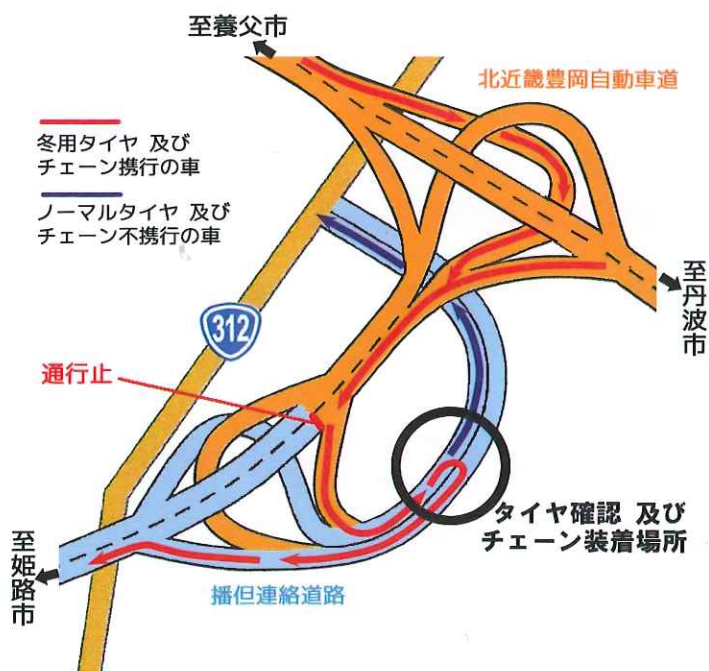 至養父市
北近畿豊岡自動車道
冬用タイヤ 及び
チェーン携行の車
ノーマルタイヤ 及び
チェーン不携行の車
至丹波市
312
通行止
タイヤ確認 及び
チェーン装着場所
至姫路市
播但連絡道路